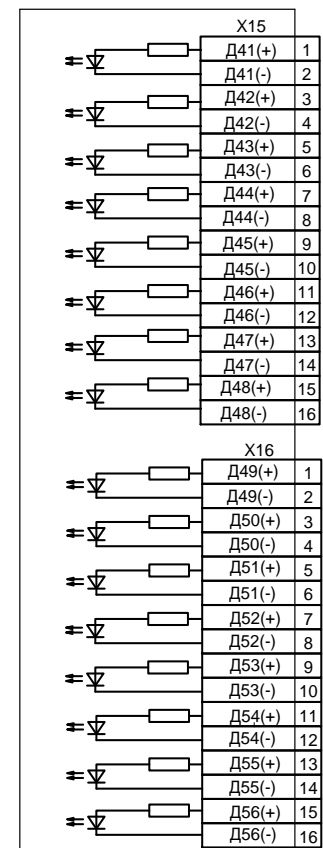 X15
Д41(+) 1
Д41(-) 2
Д42(+) 3
Д42(-) 4
Д43(+) 5
Д43(-) 6
Д44(+) 7
Д44(-) 8
Д45(+) 9
Д45(-) 10
Д46(+) 11
Д46(-) 12
Д47(+) 13
Д47(-) 14
Д48(+) 15
Д48(-) 16
X16
Д49(+) 1
Д49(-) 2
Д50(+) 3
Д50(-) 4
Д51(+) 5
Д51(-) 6
Д52(+) 7
Д52(-) 8
Д53(+) 9
Д53(-) 10
Д54(+) 11
Д54(-) 12
Д55(+) 13
Д55(-) 14
Д56(+) 15
Д56(-) 16